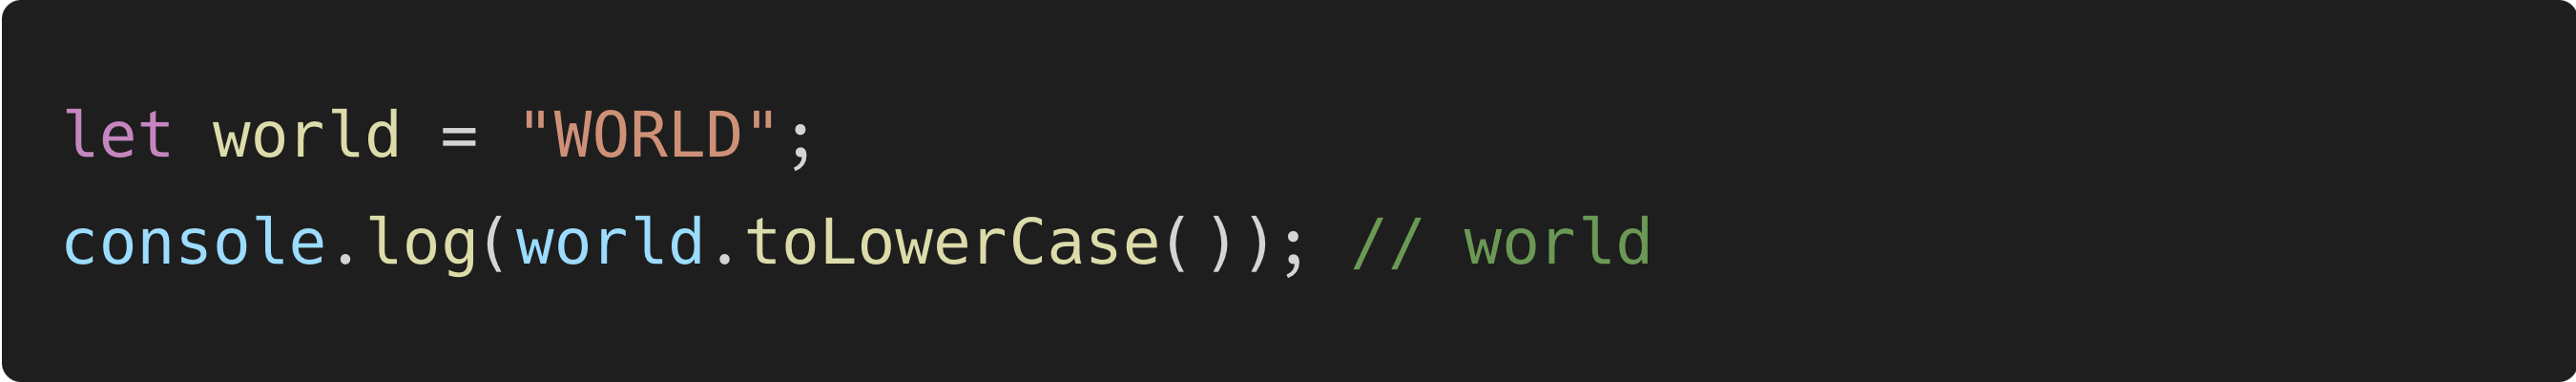 let world = "WORLD";
console.log(world.toLowerCase()); // world